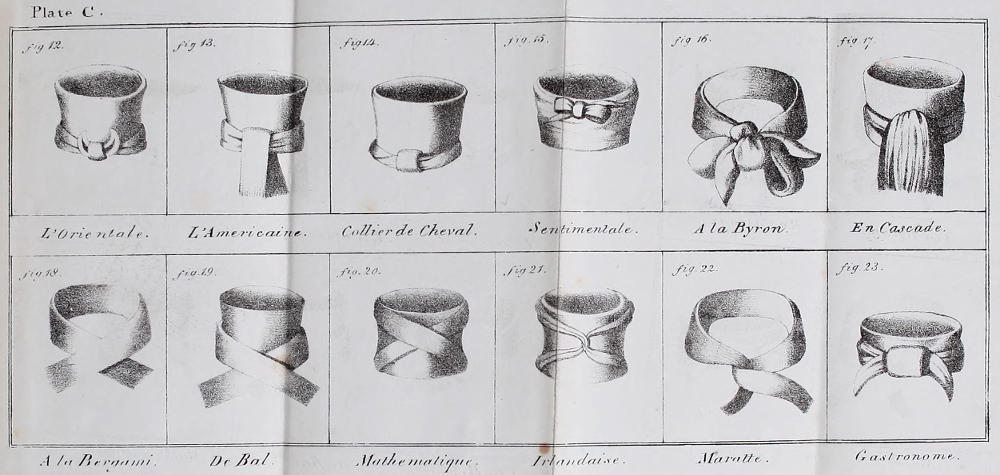 Plate C.
fig 12. fig 13. fig 14. fig. 15. fig 16. fig. 17.
L'Orientale. L'Americaine. Collier de Cheval. Sentimentale. A la Byron. En Cascade.
fig. 18. fig. 19. fig. 20. fig. 21. fig. 22. fig. 23.
A la Bergami. De Bal. Mathematique. Irlandaise. Maratte. Gastronome.